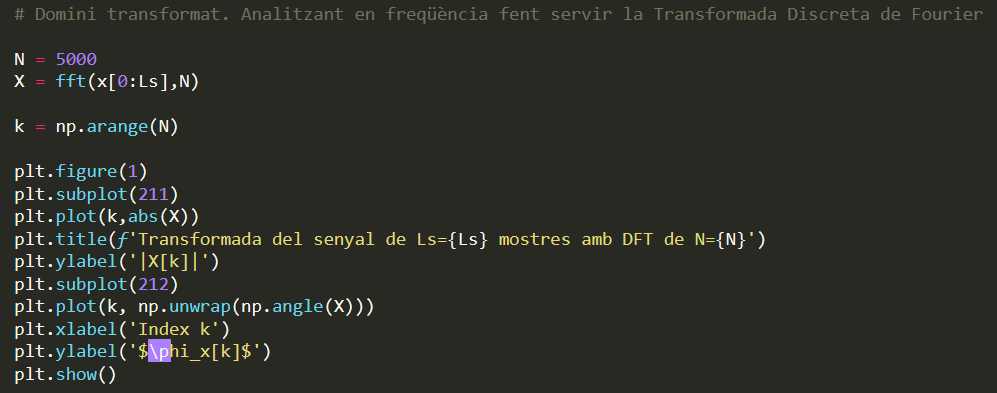 # Domini transformat. Analitzant en freqüència fent servir la Transformada Discreta de Fourier
N = 5000
X = fft(x[0:Ls],N)
k = np.arange(N)
plt.figure(1)
plt.subplot(211)
plt.plot(k,abs(X))
plt.title(f'Transformada del senyal de Ls={Ls} mostres amb DFT de N={N}')
plt.ylabel('|X[k]|')
plt.subplot(212)
plt.plot(k, np.unwrap(np.angle(X)))
plt.xlabel('Index k')
plt.ylabel('$\phi_x[k]$')
plt.show()